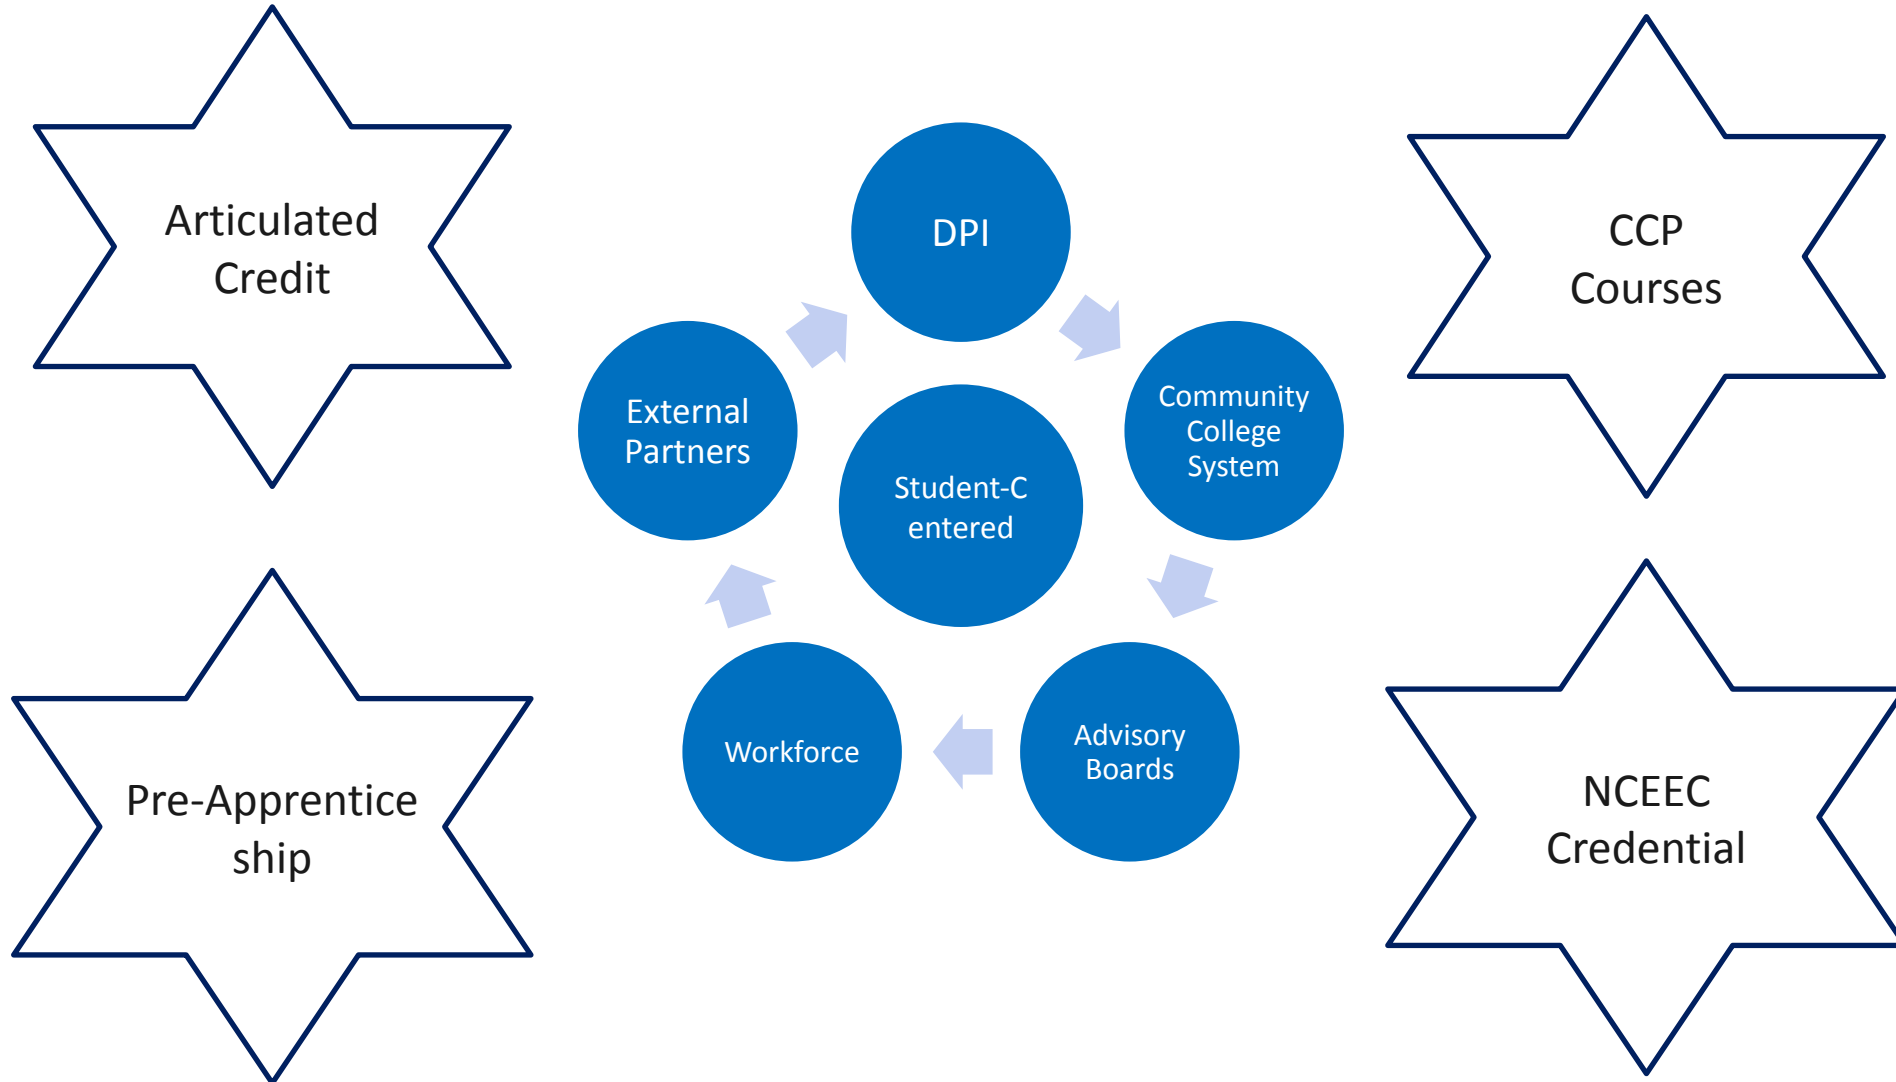 Articulated
Credit
DPI
CCP
Courses
External
Partners
Community
College
System
Student-C
entered
Pre-Apprentice
ship
Workforce
Advisory
Boards
NCEEC
Credential